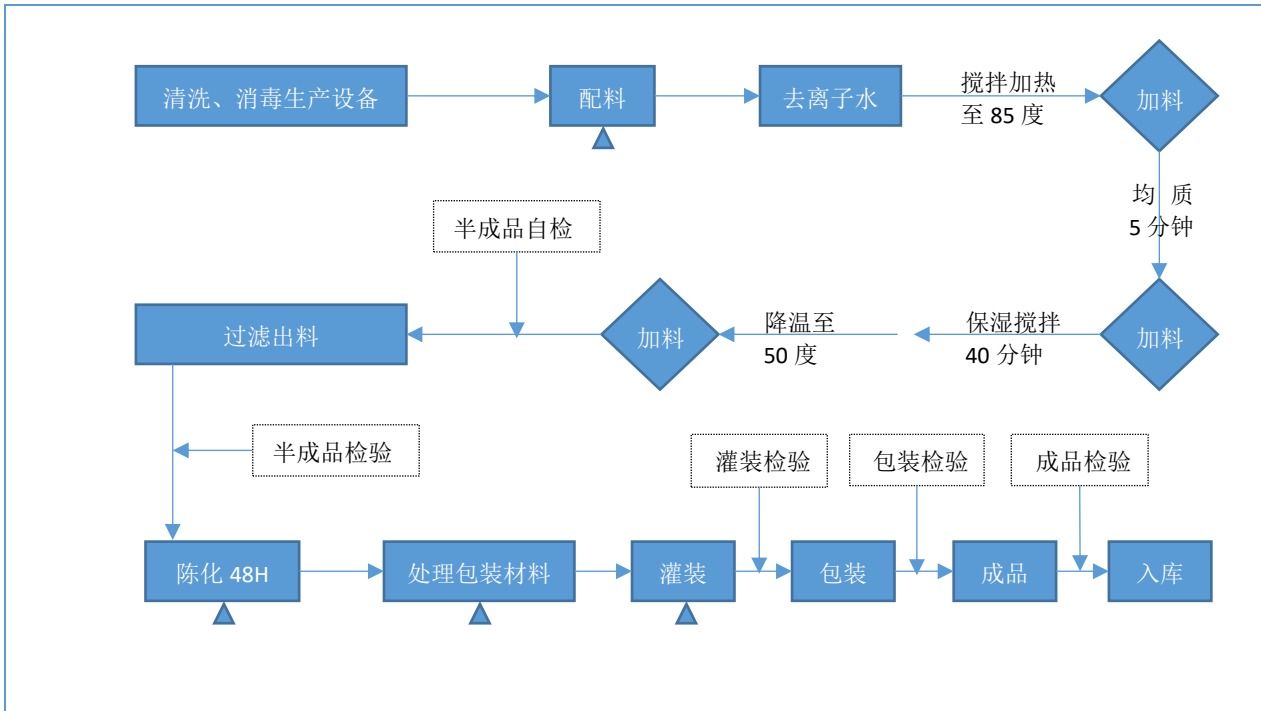 清洗、消毒生产设备
配料
去离子水
搅拌加热
至 85 度
加料
均 质
5 分钟
半成品自检
过滤出料
加料
降温至
50 度
保湿搅拌
40 分钟
加料
半成品检验
灌装检验
包装检验
成品检验
陈化 48H
处理包装材料
灌装
包装
成品
入库